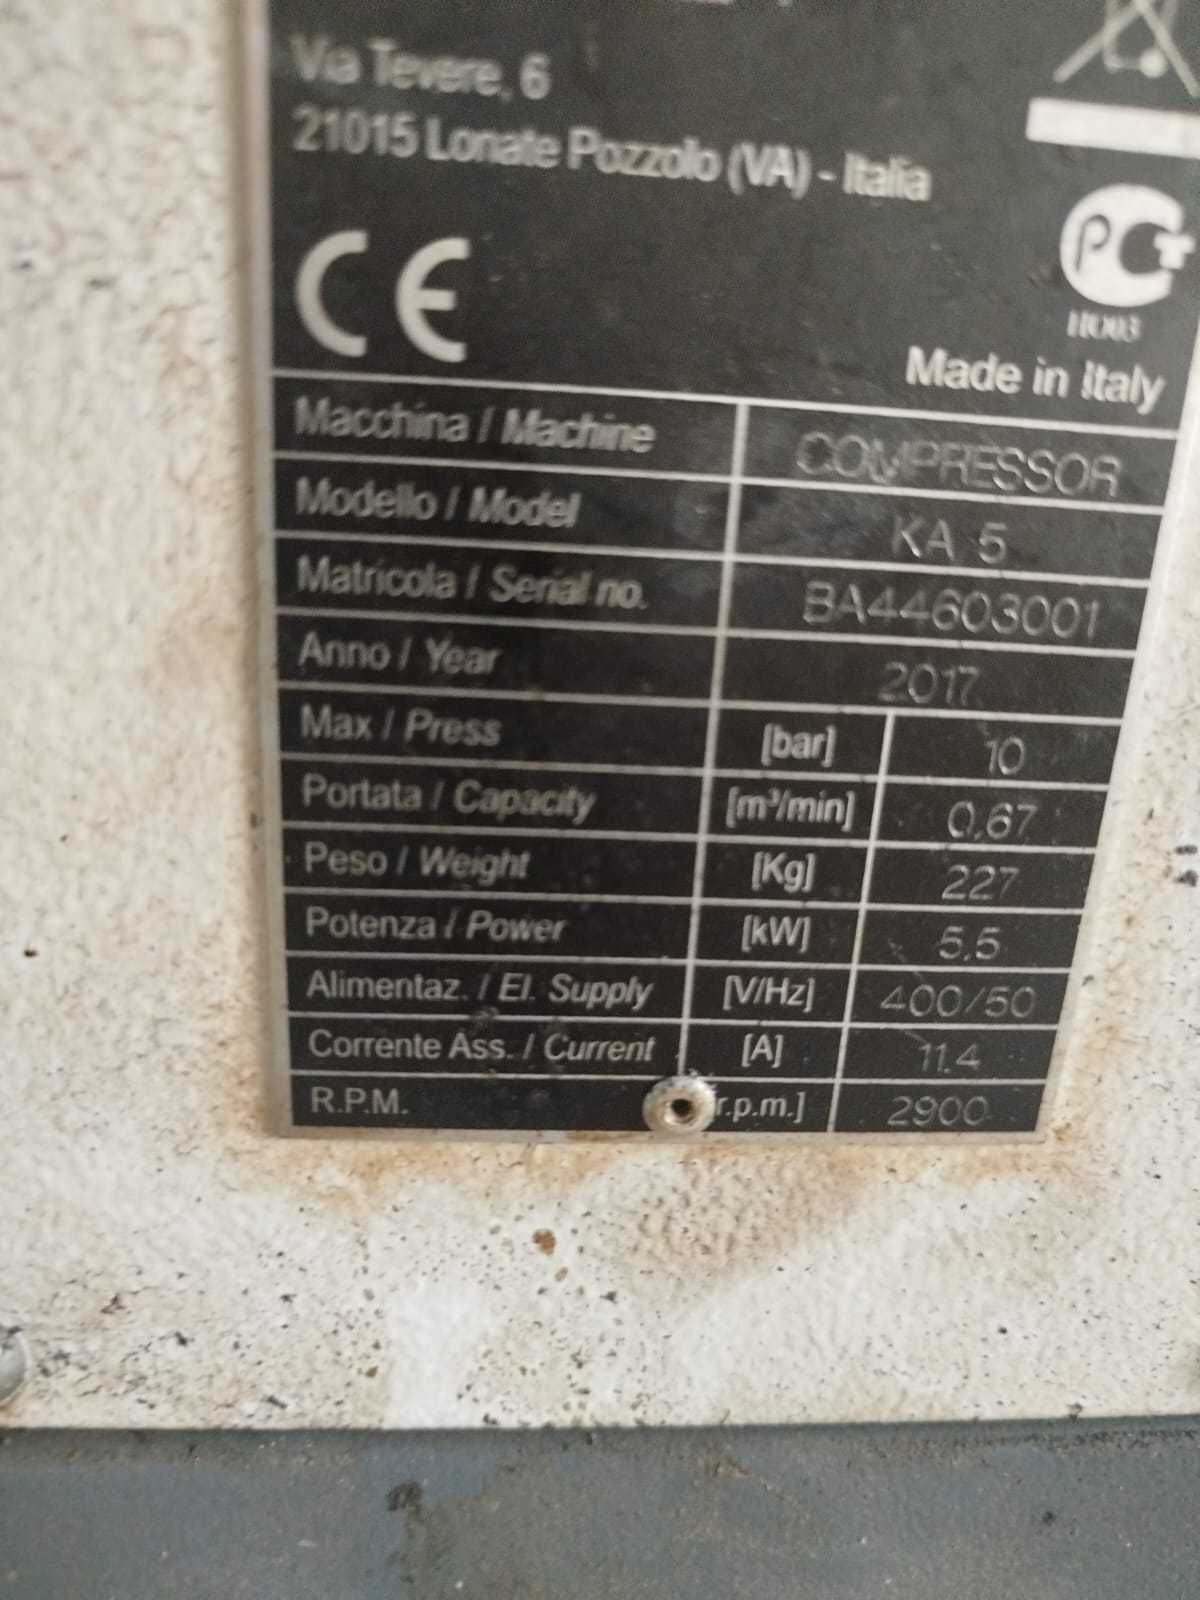 Via Tevere, 6
21015 Lonate Pozzolo (VA) - Italia
CE
PCT
Made in Italy
Macchina / Machine COMPRESSOR
Modello / Model KA 5
Matricola / Serial no. BA44603001
Anno / Year 2017
Max / Press [bar] 10
Portata / Capacity [m³/min] 0,67
Peso / Weight [Kg] 227
Potenza / Power [kW] 5,5
Alimentaz. / El. Supply [V/Hz] 400/50
Corrente Ass. / Current [A] 11.4
R.P.M. r.p.m.] 2900